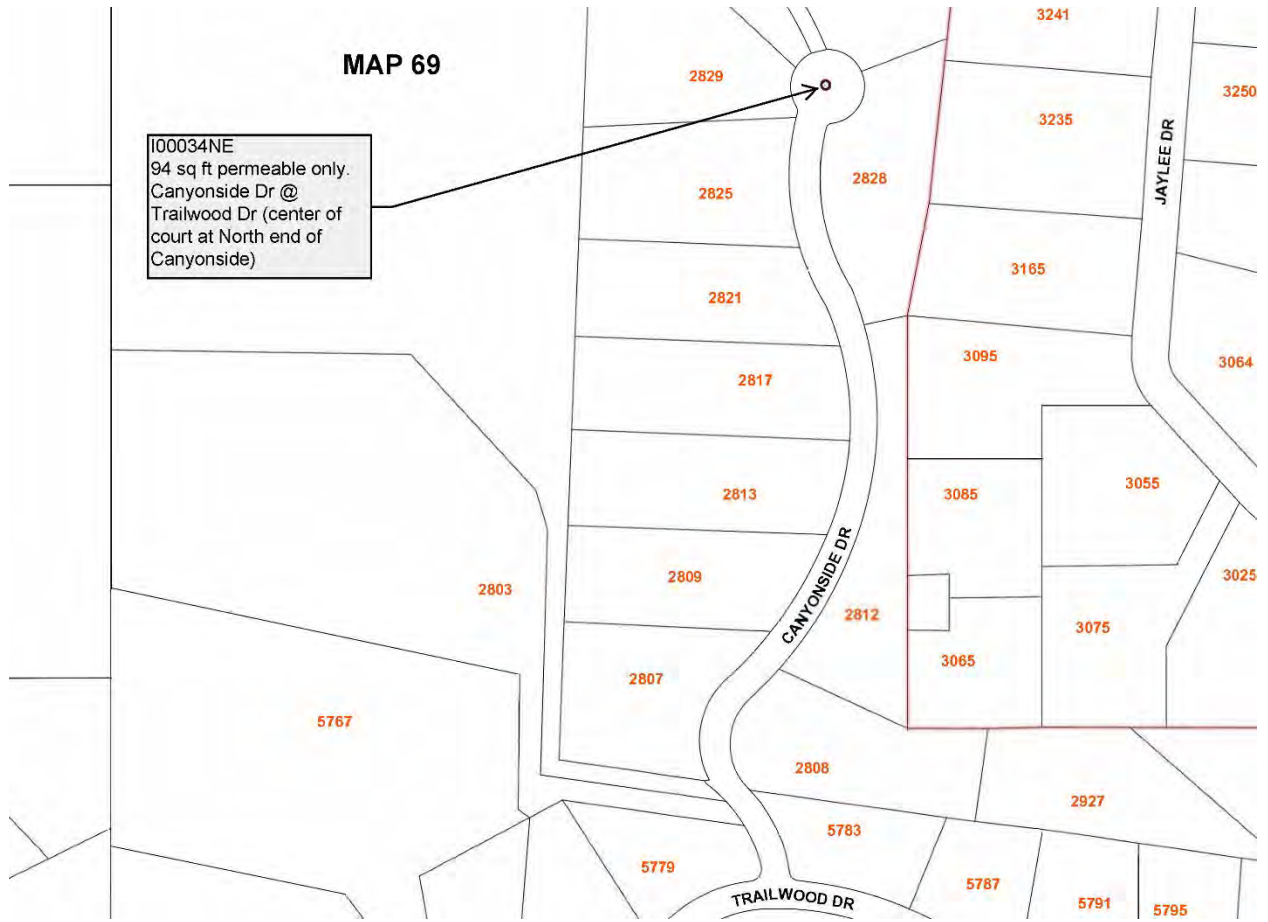 3241
MAP 69
2829
3250
3235
I00034NE
94 sq ft permeable only.
Canyonside Dr @
Trailwood Dr (center of
court at North end of
Canyonside)
JAYLEE DR
2828
2825
3165
2821
3095
3064
2817
3055
2813
3085
3025
2809
2803
CANYONSIDE DR
2812
3075
3065
2807
5767
2808
2927
5783
5779
5787
5791
5795
TRAILWOOD DR